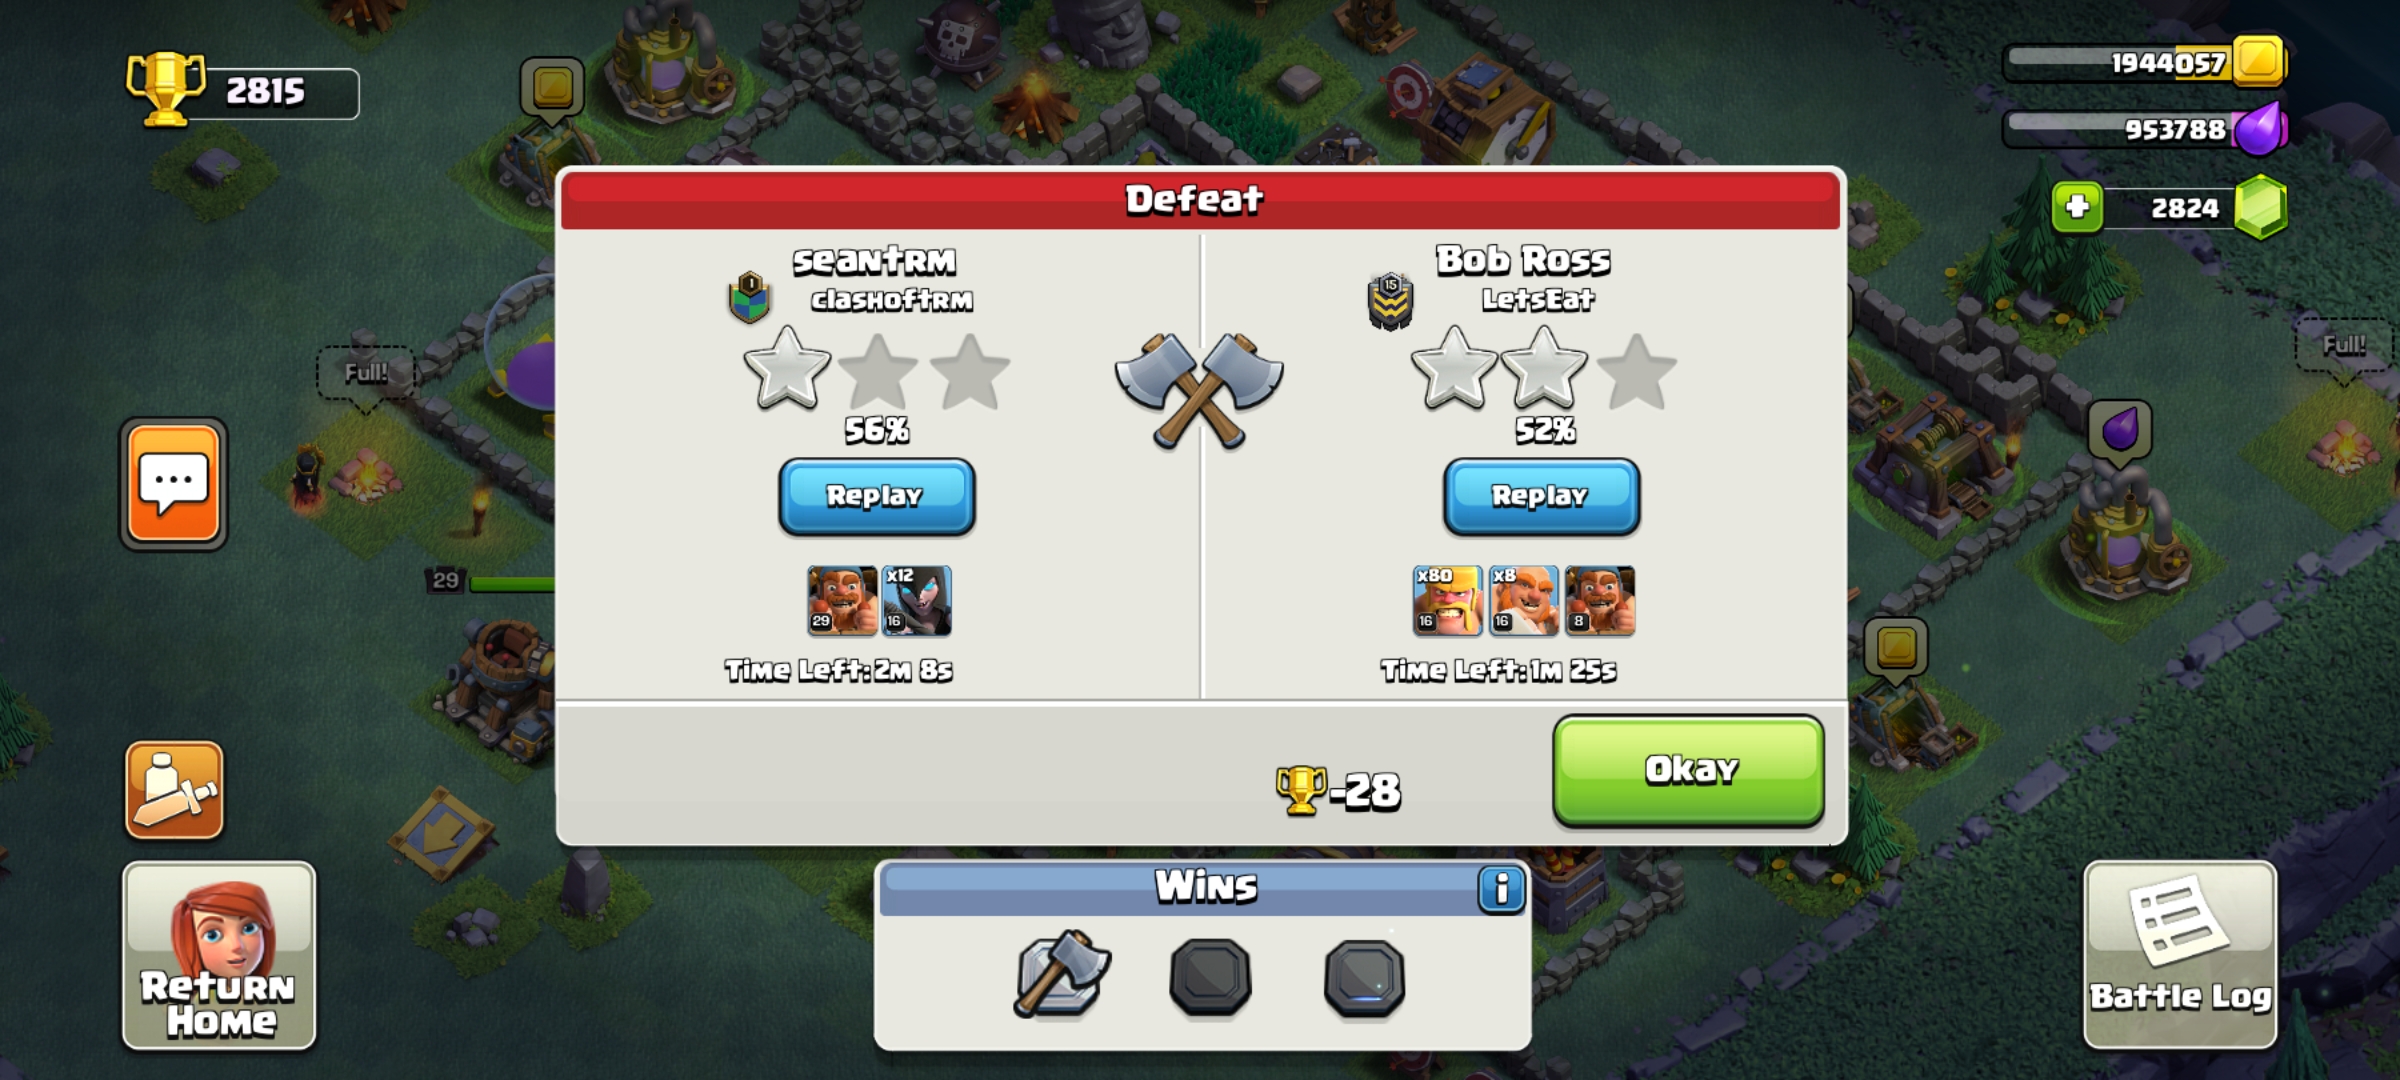 2815
1944057
953788
2824
Defeat
seantrm
1
clashoftrm
56%
Replay
29
x12
16
Time Left: 2m 8s
Bob Ross
15
LetsEat
52%
Replay
x80
16
x8
16
8
Time Left: 1m 25s
-28
Okay
Full!
Full!
29
Wins
i
Return
Home
Battle Log